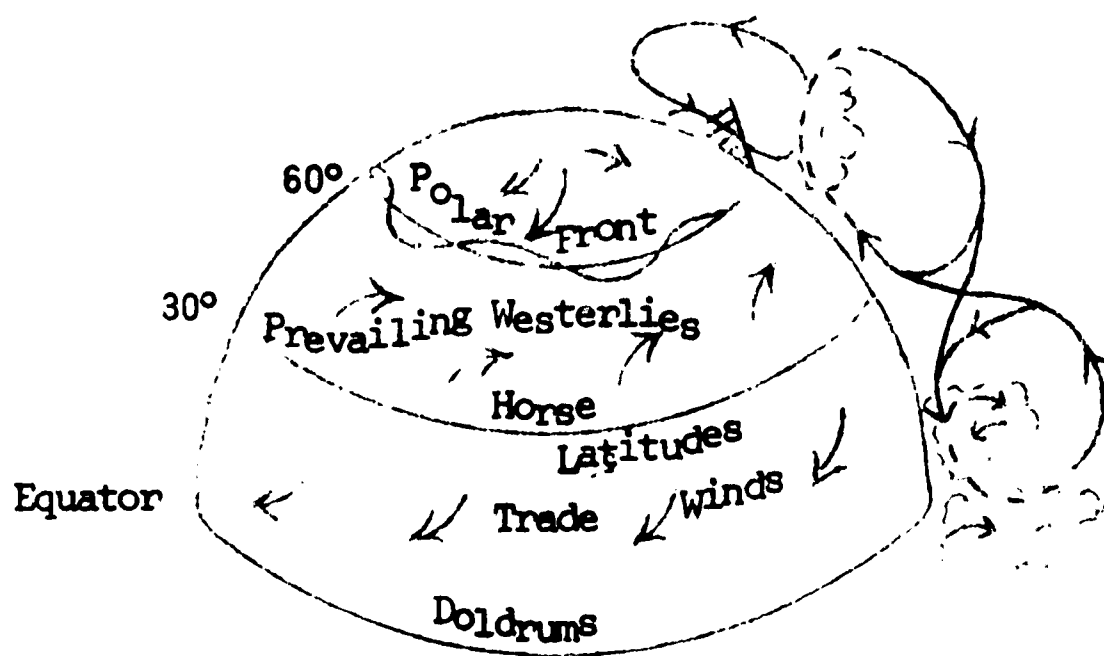 60°
Polar
Front
30°
Prevailing Westerlies
Horse
Latitudes
Equator
Trade Winds
Doldrums